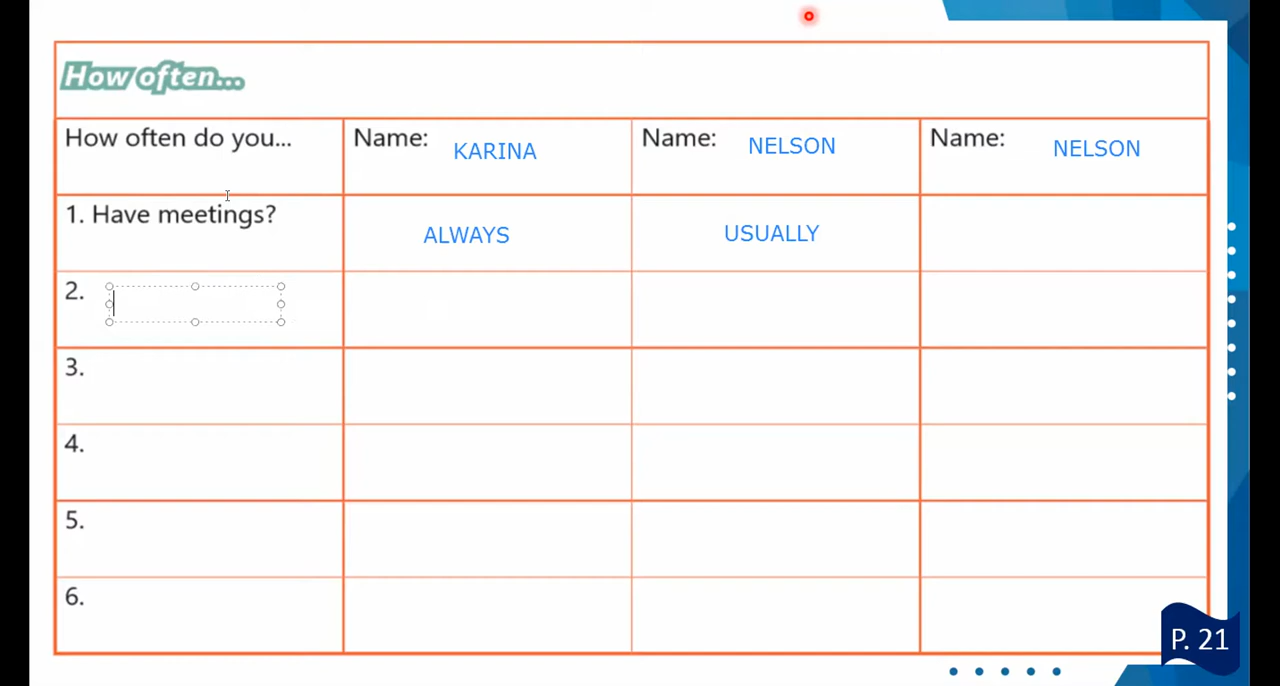 How often...
How often do you... Name: KARINA Name: NELSON Name: NELSON
1. Have meetings? ALWAYS USUALLY
2.
3.
4.
5.
6.
P. 21